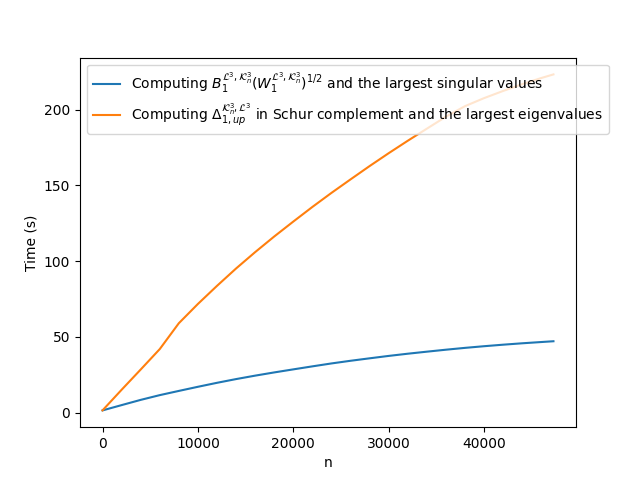 Computing $B_1^{\mathcal{L}^3, \mathcal{K}_n^3}(W_1^{\mathcal{L}^3, \mathcal{K}_n^3})^{1/2}$ and the largest singular values
Computing $\Delta_{1,up}^{\mathcal{K}_n^3, \mathcal{L}^3}$ in Schur complement and the largest eigenvalues
200
150
100
50
0
Time (s)
0 10000 20000 30000 40000
n